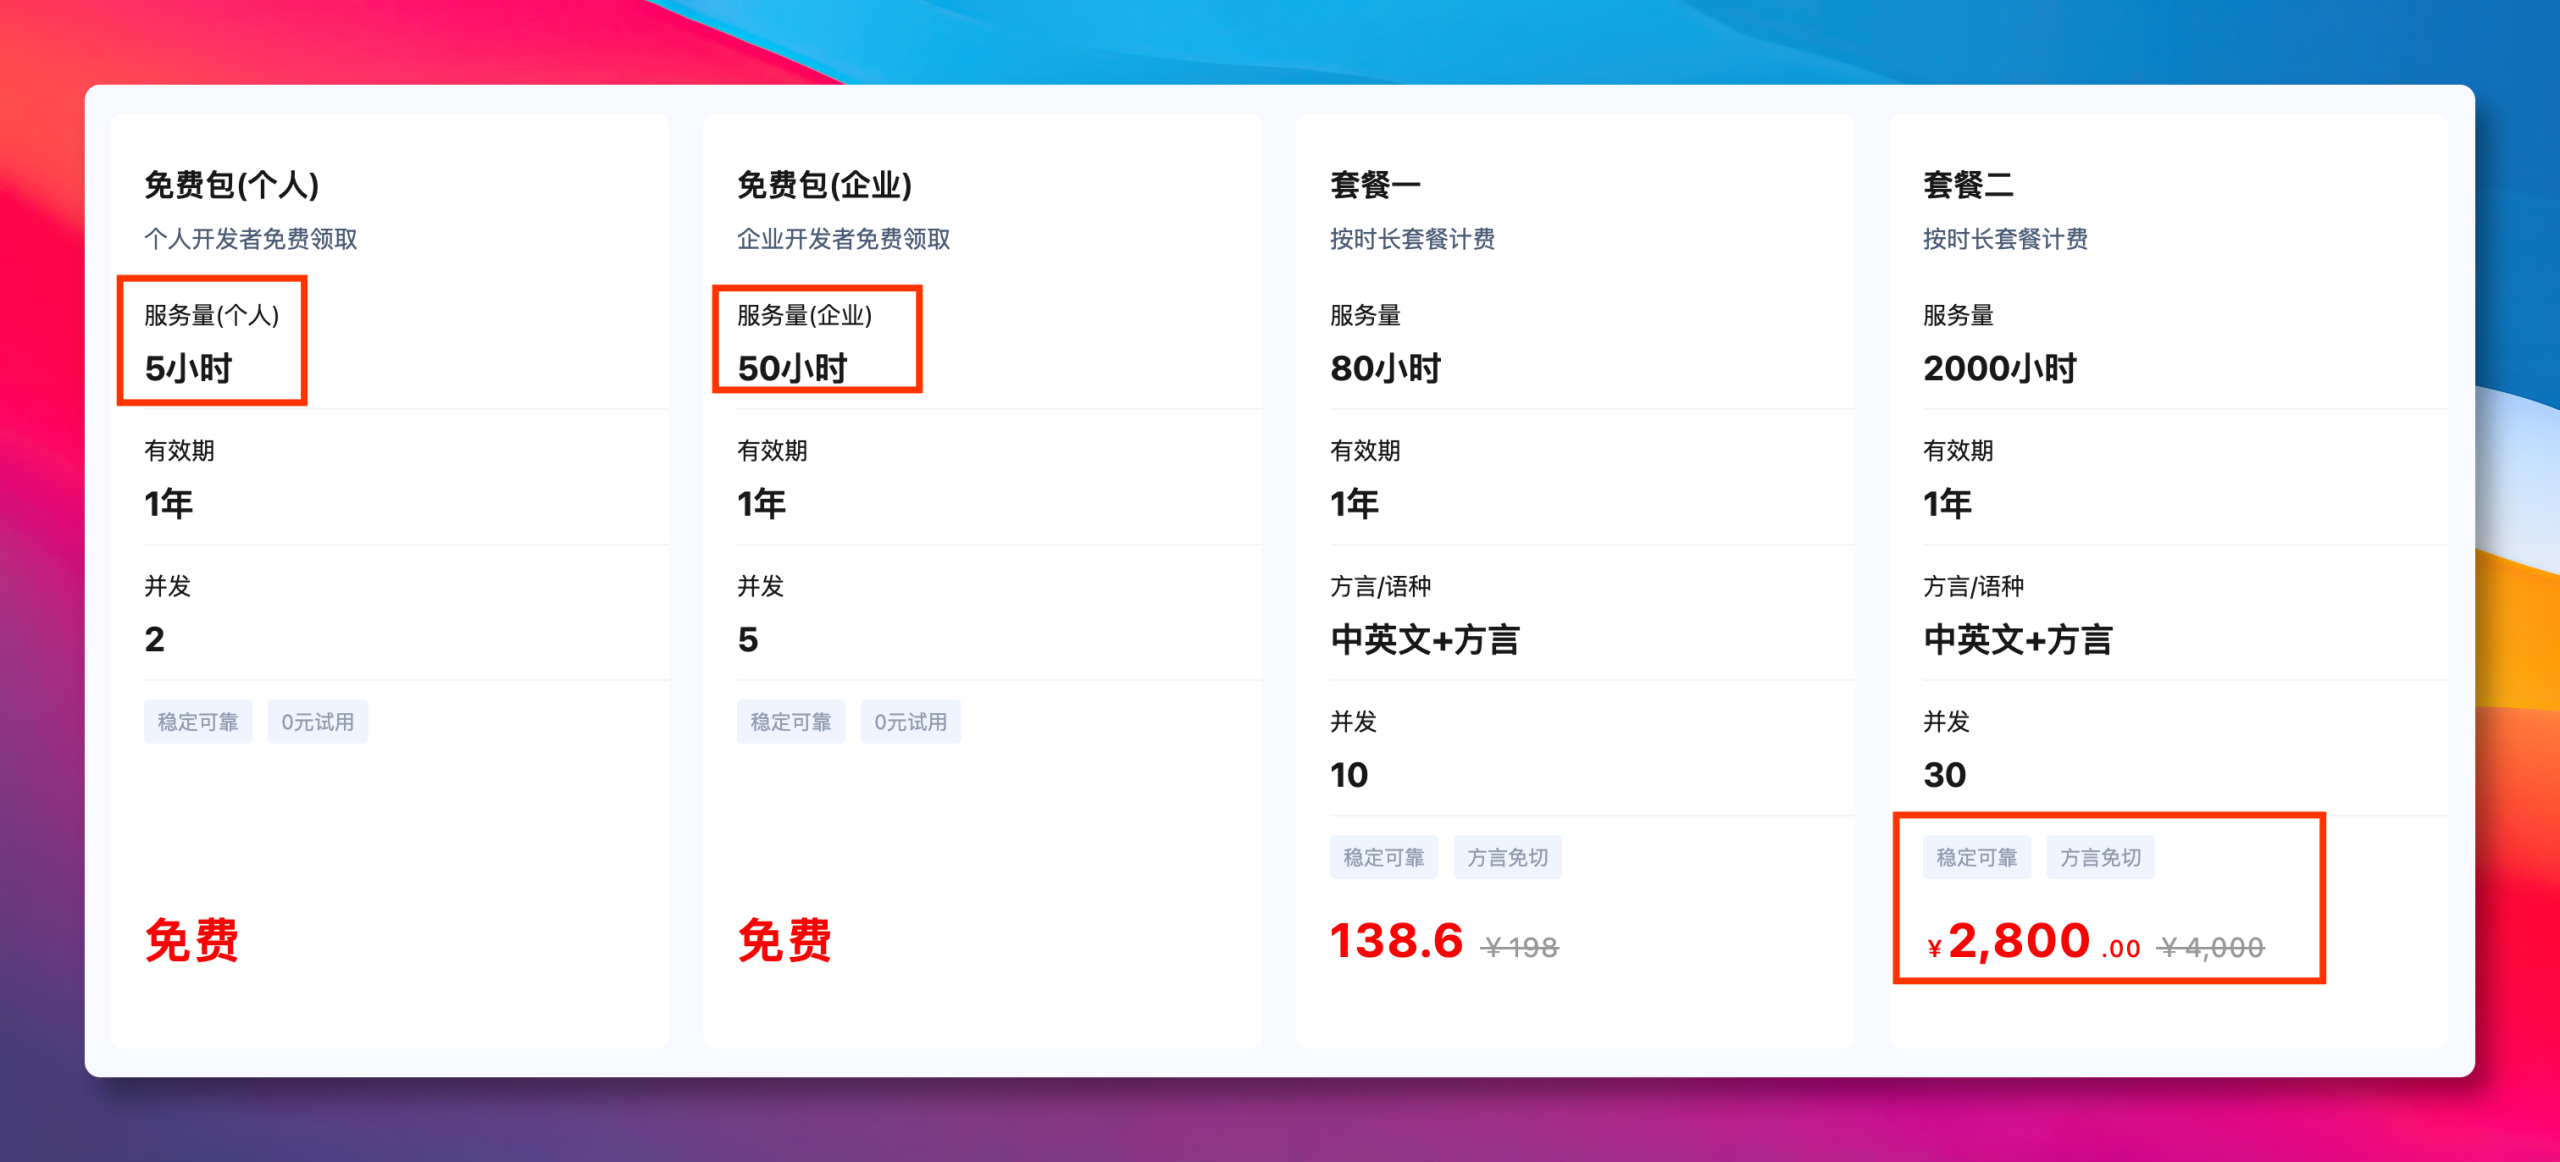 免费包(个人)
个人开发者免费领取
服务量(个人)
5小时
有效期
1年
并发
2
稳定可靠 0元试用
免费
免费包(企业)
企业开发者免费领取
服务量(企业)
50小时
有效期
1年
并发
5
稳定可靠 0元试用
免费
套餐一
按时长套餐计费
服务量
80小时
有效期
1年
方言/语种
中英文+方言
并发
10
稳定可靠 方言免切
138.6 ¥198
套餐二
按时长套餐计费
服务量
2000小时
有效期
1年
方言/语种
中英文+方言
并发
30
稳定可靠 方言免切
¥2,800.00 ¥4,000